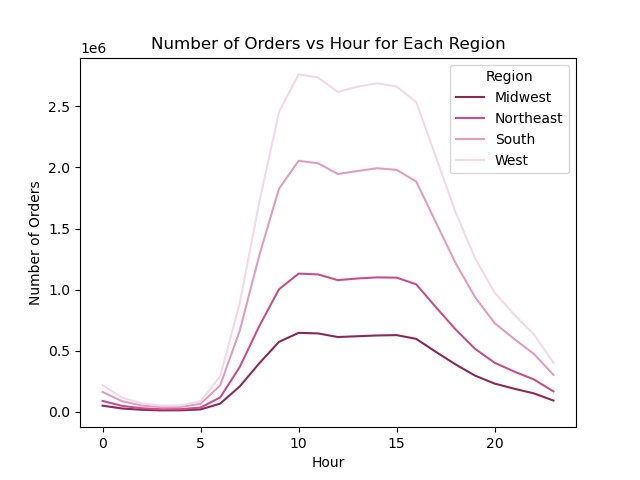 Number of Orders vs Hour for Each Region
1e6
Region
Midwest
Northeast
South
West
2.5
2.0
1.5
1.0
0.5
0.0
Number of Orders
0 5 10 15 20
Hour